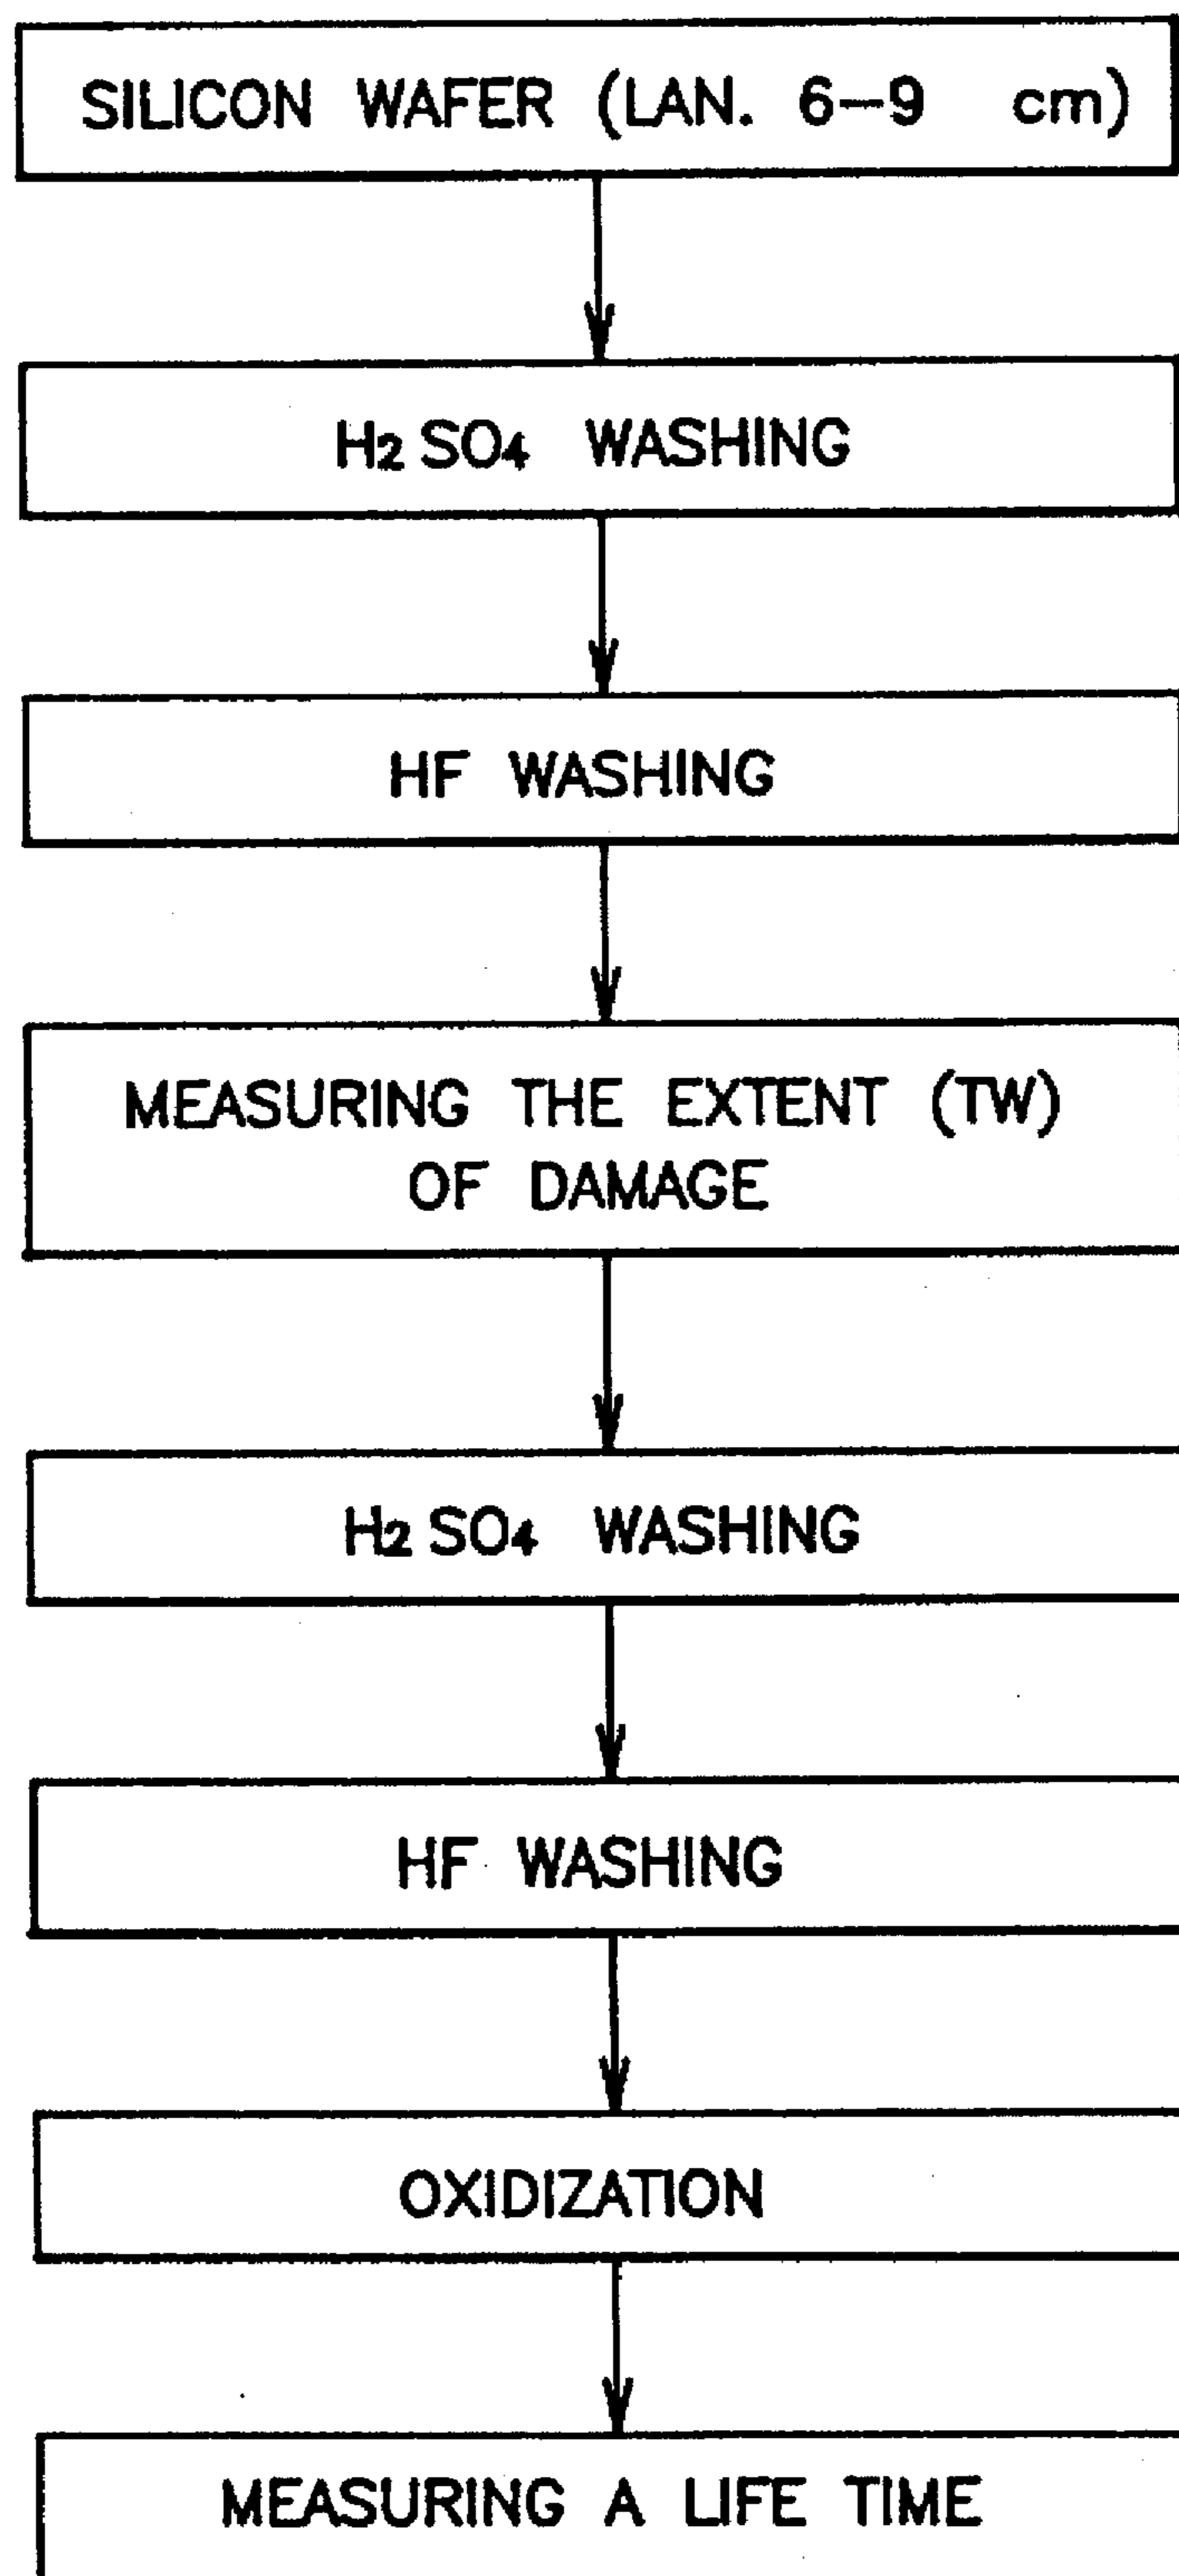 SILICON WAFER (LAN. 6-9 cm)
H2 SO4 WASHING
HF WASHING
MEASURING THE EXTENT (TW)
OF DAMAGE
H2 SO4 WASHING
HF WASHING
OXIDIZATION
MEASURING A LIFE TIME